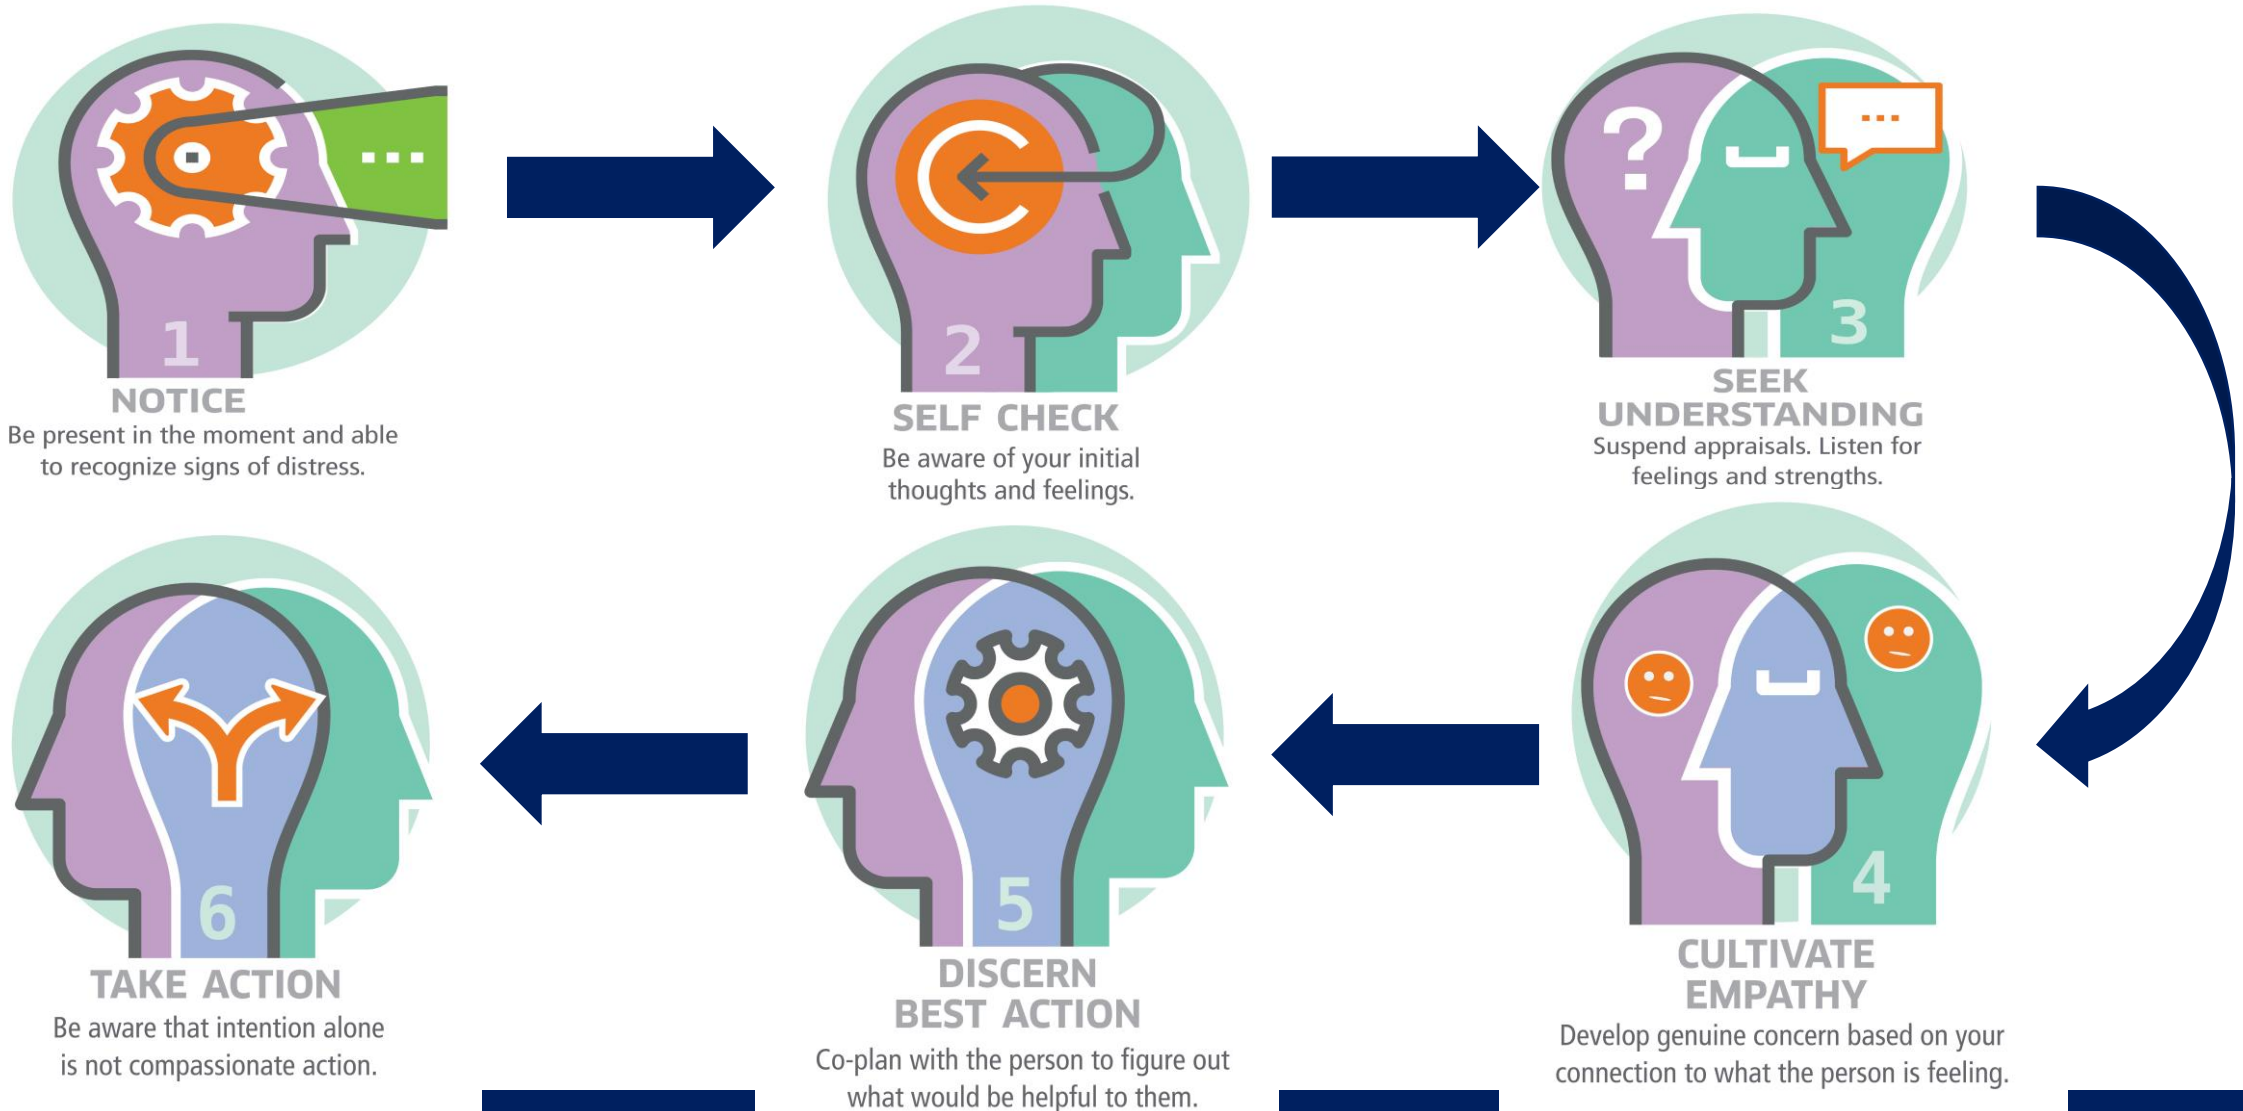 1
NOTICE
Be present in the moment and able
to recognize signs of distress.
2
SELF CHECK
Be aware of your initial
thoughts and feelings.
?
3
SEEK
UNDERSTANDING
Suspend appraisals. Listen for
feelings and strengths.
4
CULTIVATE
EMPATHY
Develop genuine concern based on your
connection to what the person is feeling.
5
DISCERN
BEST ACTION
Co-plan with the person to figure out
what would be helpful to them.
6
TAKE ACTION
Be aware that intention alone
is not compassionate action.